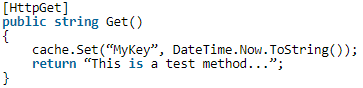 [HttpGet]
public string Get()
{
    cache.Set(“MyKey”, DateTime.Now.ToString());
    return “This is a test method...”;
}